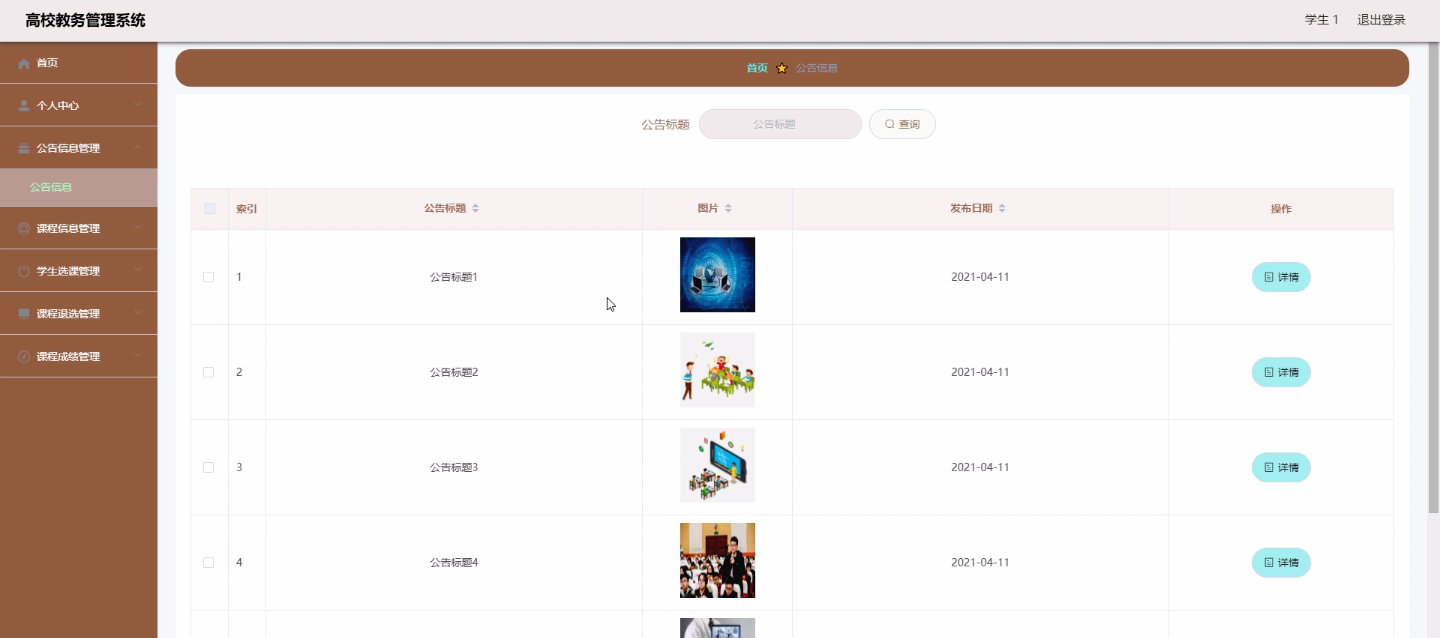 高校教务管理系统
学生 1 退出登录
首页
个人中心
公告信息管理
公告信息
课程信息管理
学生选课管理
课程退选管理
课程成绩管理
首页 公告信息
公告标题 公告标题 查询
索引 公告标题 图片 发布日期 操作
1 公告标题1 2021-04-11 详情
2 公告标题2 2021-04-11 详情
3 公告标题3 2021-04-11 详情
4 公告标题4 2021-04-11 详情